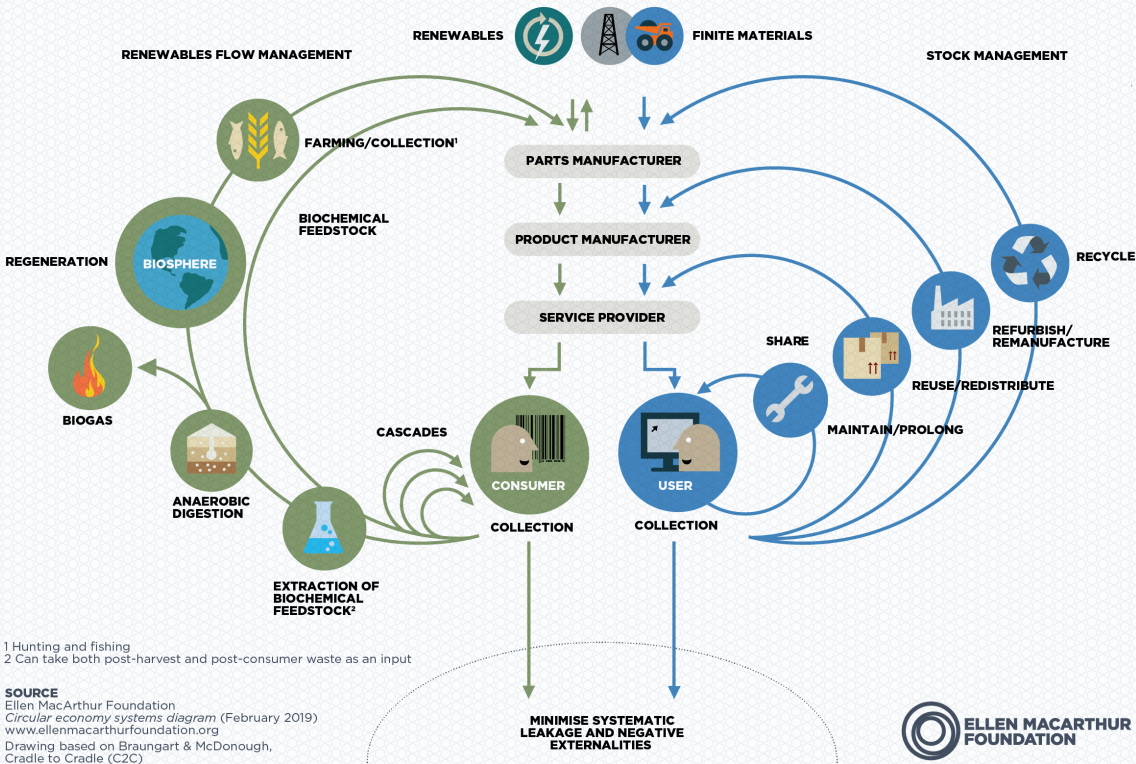 RENEWABLES
FINITE MATERIALS
RENEWABLES FLOW MANAGEMENT
STOCK MANAGEMENT
FARMING/COLLECTION¹
PARTS MANUFACTURER
BIOCHEMICAL
FEEDSTOCK
PRODUCT MANUFACTURER
REGENERATION
BIOSPHERE
RECYCLE
SERVICE PROVIDER
REFURBISH/
REMANUFACTURE
SHARE
REUSE/REDISTRIBUTE
BIOGAS
CASCADES
MAINTAIN/PROLONG
CONSUMER
USER
ANAEROBIC
DIGESTION
COLLECTION
COLLECTION
EXTRACTION OF
BIOCHEMICAL
FEEDSTOCK²
1 Hunting and fishing
2 Can take both post-harvest and post-consumer waste as an input
SOURCE
Ellen MacArthur Foundation
Circular economy systems diagram (February 2019)
www.ellenmacarthurfoundation.org
Drawing based on Braungart & McDonough,
Cradle to Cradle (C2C)
MINIMISE SYSTEMATIC
LEAKAGE AND NEGATIVE
EXTERNALITIES
ELLEN MACARTHUR
FOUNDATION